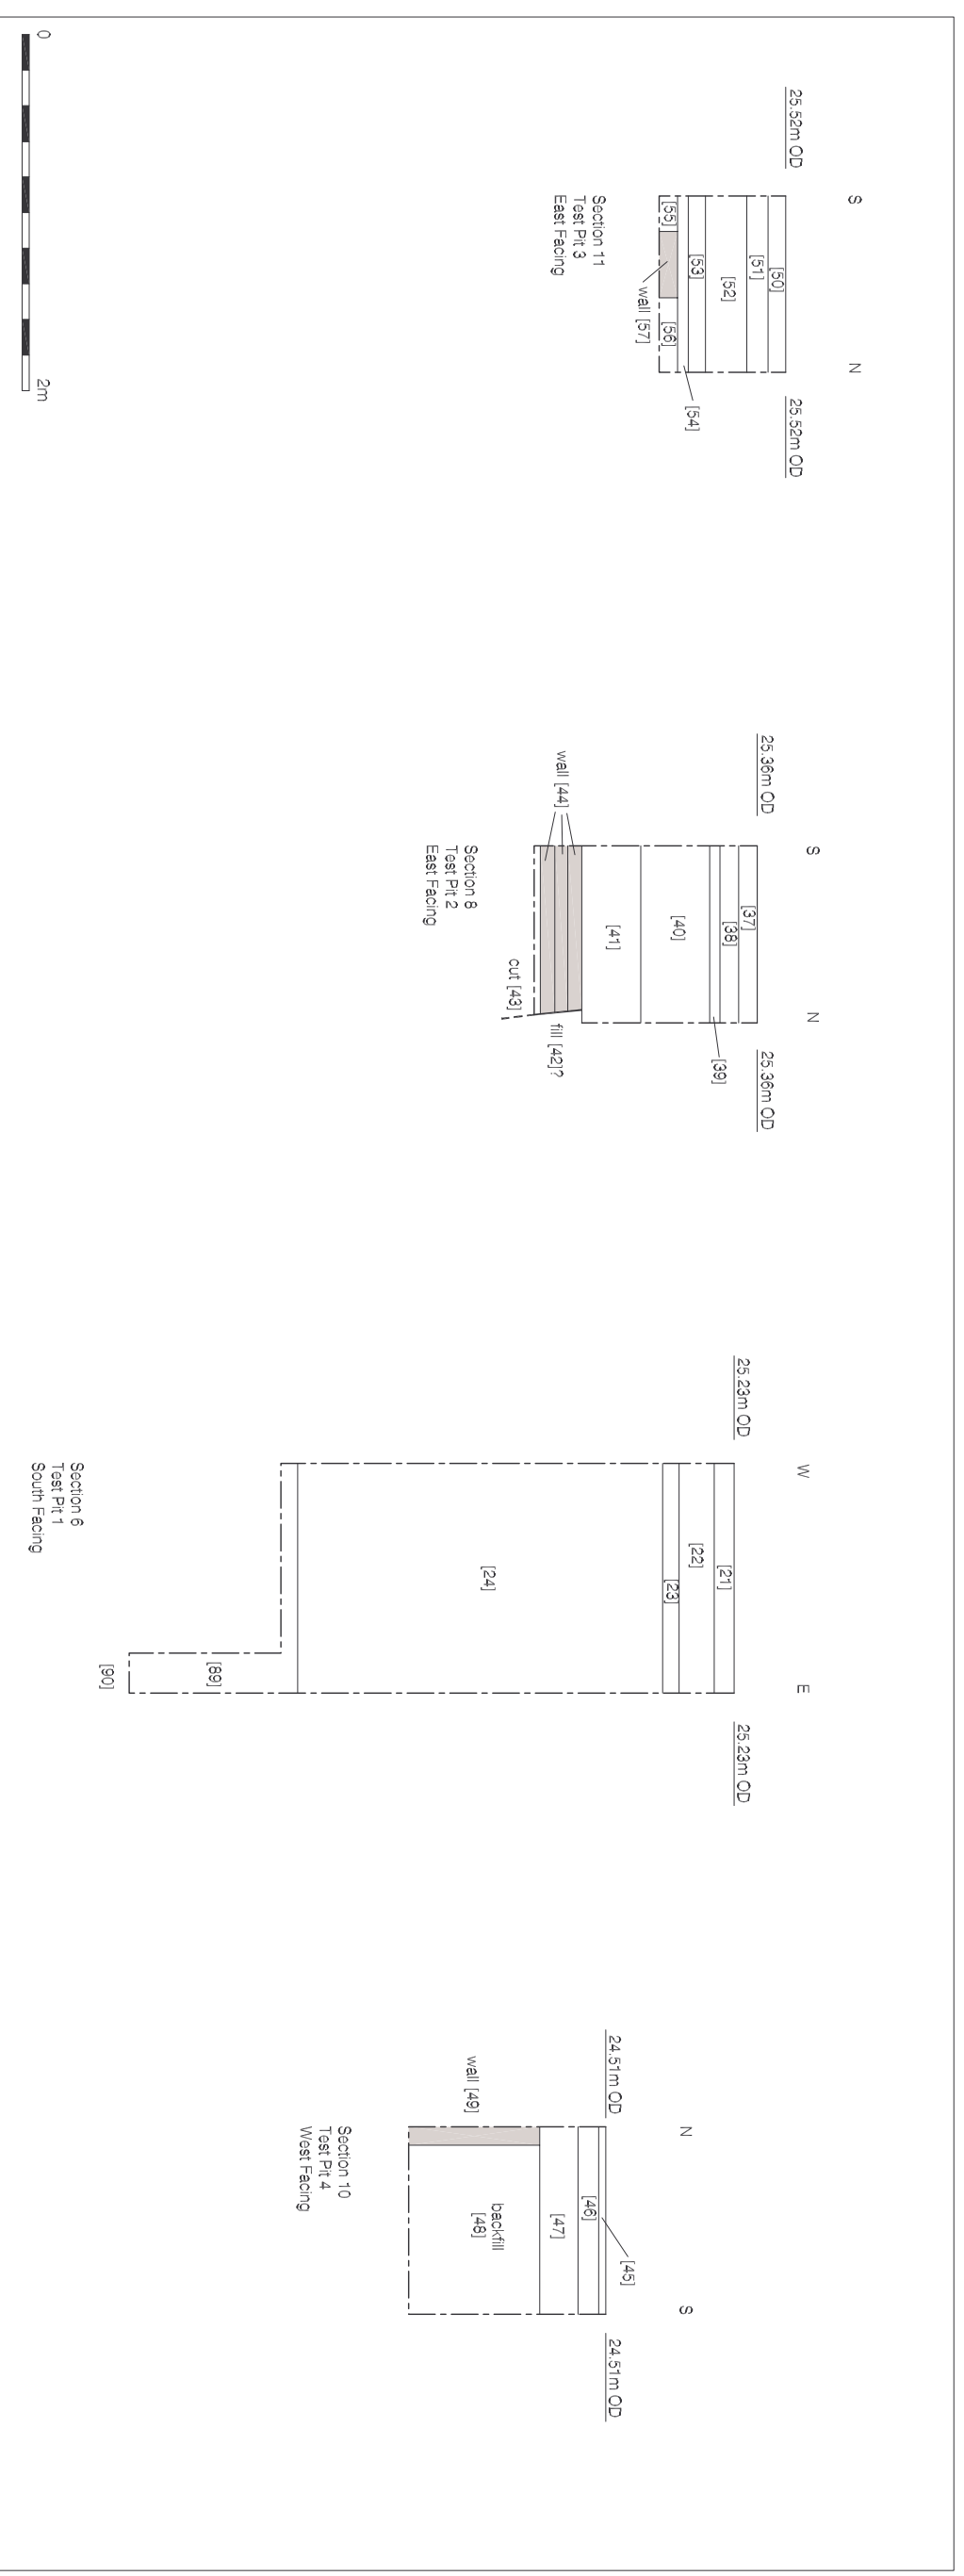 S
N
25.52m OD
25.52m OD
[50]
[51]
[52]
[53]
[54]
[55]
[56]
wall [57]
Section 11
Test Pit 3
East Facing
S
N
25.36m OD
25.36m OD
[37]
[38]
[39]
[40]
[41]
wall [44]
fill [42]?
cut [43]
Section 8
Test Pit 2
East Facing
W
E
25.23m OD
25.23m OD
[21]
[22]
[23]
[24]
[89]
[90]
Section 6
Test Pit 1
South Facing
N
S
24.51m OD
24.51m OD
[45]
[46]
[47]
backfill
[48]
wall [49]
Section 10
Test Pit 4
West Facing
0
2m